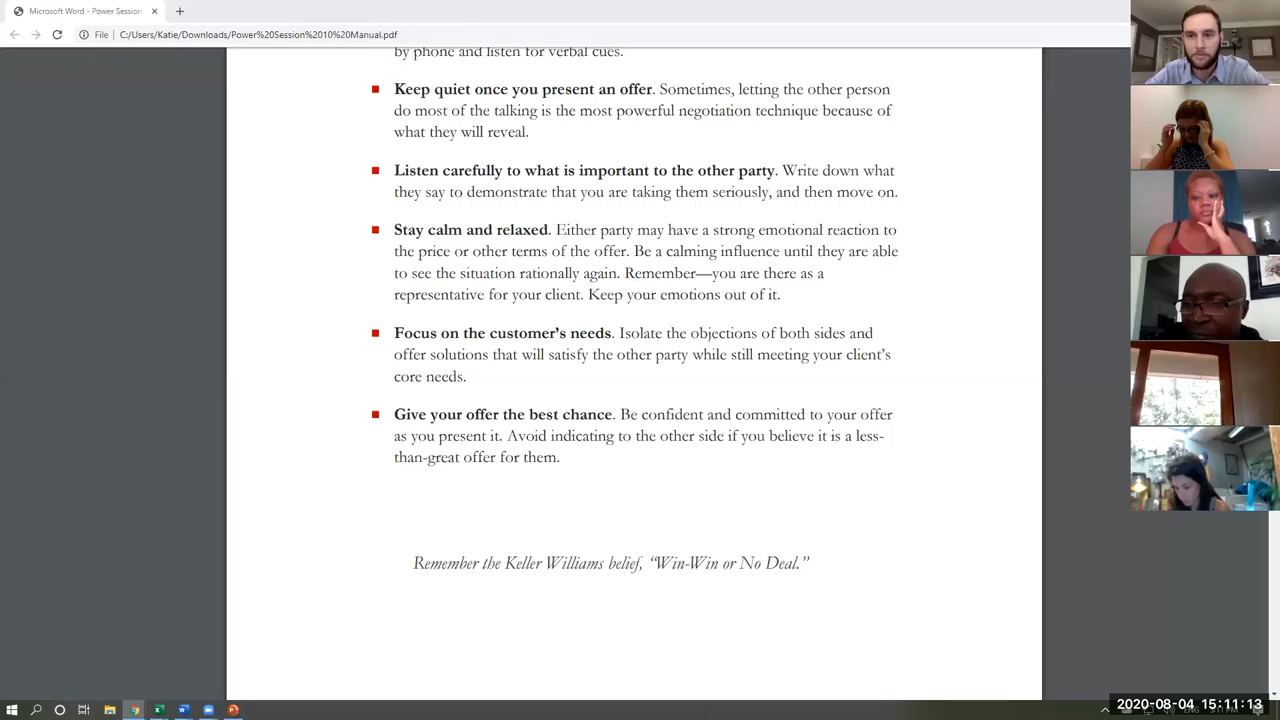 Microsoft Word - Power Session
File
C:/Users/Katie/Downloads/Power%20Session%2010%20Manual.pdf
by phone and listen for verbal cues.
Keep quiet once you present an offer. Sometimes, letting the other person
do most of the talking is the most powerful negotiation technique because of
what they will reveal.
Listen carefully to what is important to the other party. Write down what
they say to demonstrate that you are taking them seriously, and then move on.
Stay calm and relaxed. Either party may have a strong emotional reaction to
the price or other terms of the offer. Be a calming influence until they are able
to see the situation rationally again. Remember—you are there as a
representative for your client. Keep your emotions out of it.
Focus on the customer's needs. Isolate the objections of both sides and
offer solutions that will satisfy the other party while still meeting your client's
core needs.
Give your offer the best chance. Be confident and committed to your offer
as you present it. Avoid indicating to the other side if you believe it is a less-
than-great offer for them.
Remember the Keller Williams belief, “Win-Win or No Deal.”
2020-08-04 15:11:13